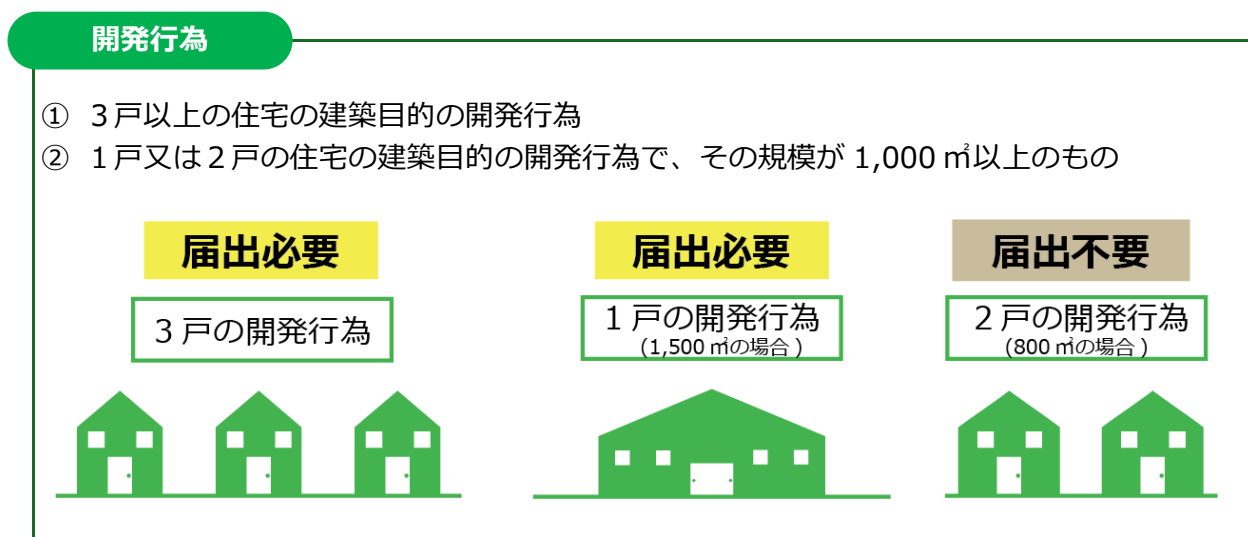 開発行為
① ３戸以上の住宅の建築目的の開発行為
② １戸又は２戸の住宅の建築目的の開発行為で、その規模が 1,000 ㎡以上のもの
届出必要
３戸の開発行為
届出必要
１戸の開発行為
(1,500 ㎡の場合 )
届出不要
２戸の開発行為
(800 ㎡の場合 )